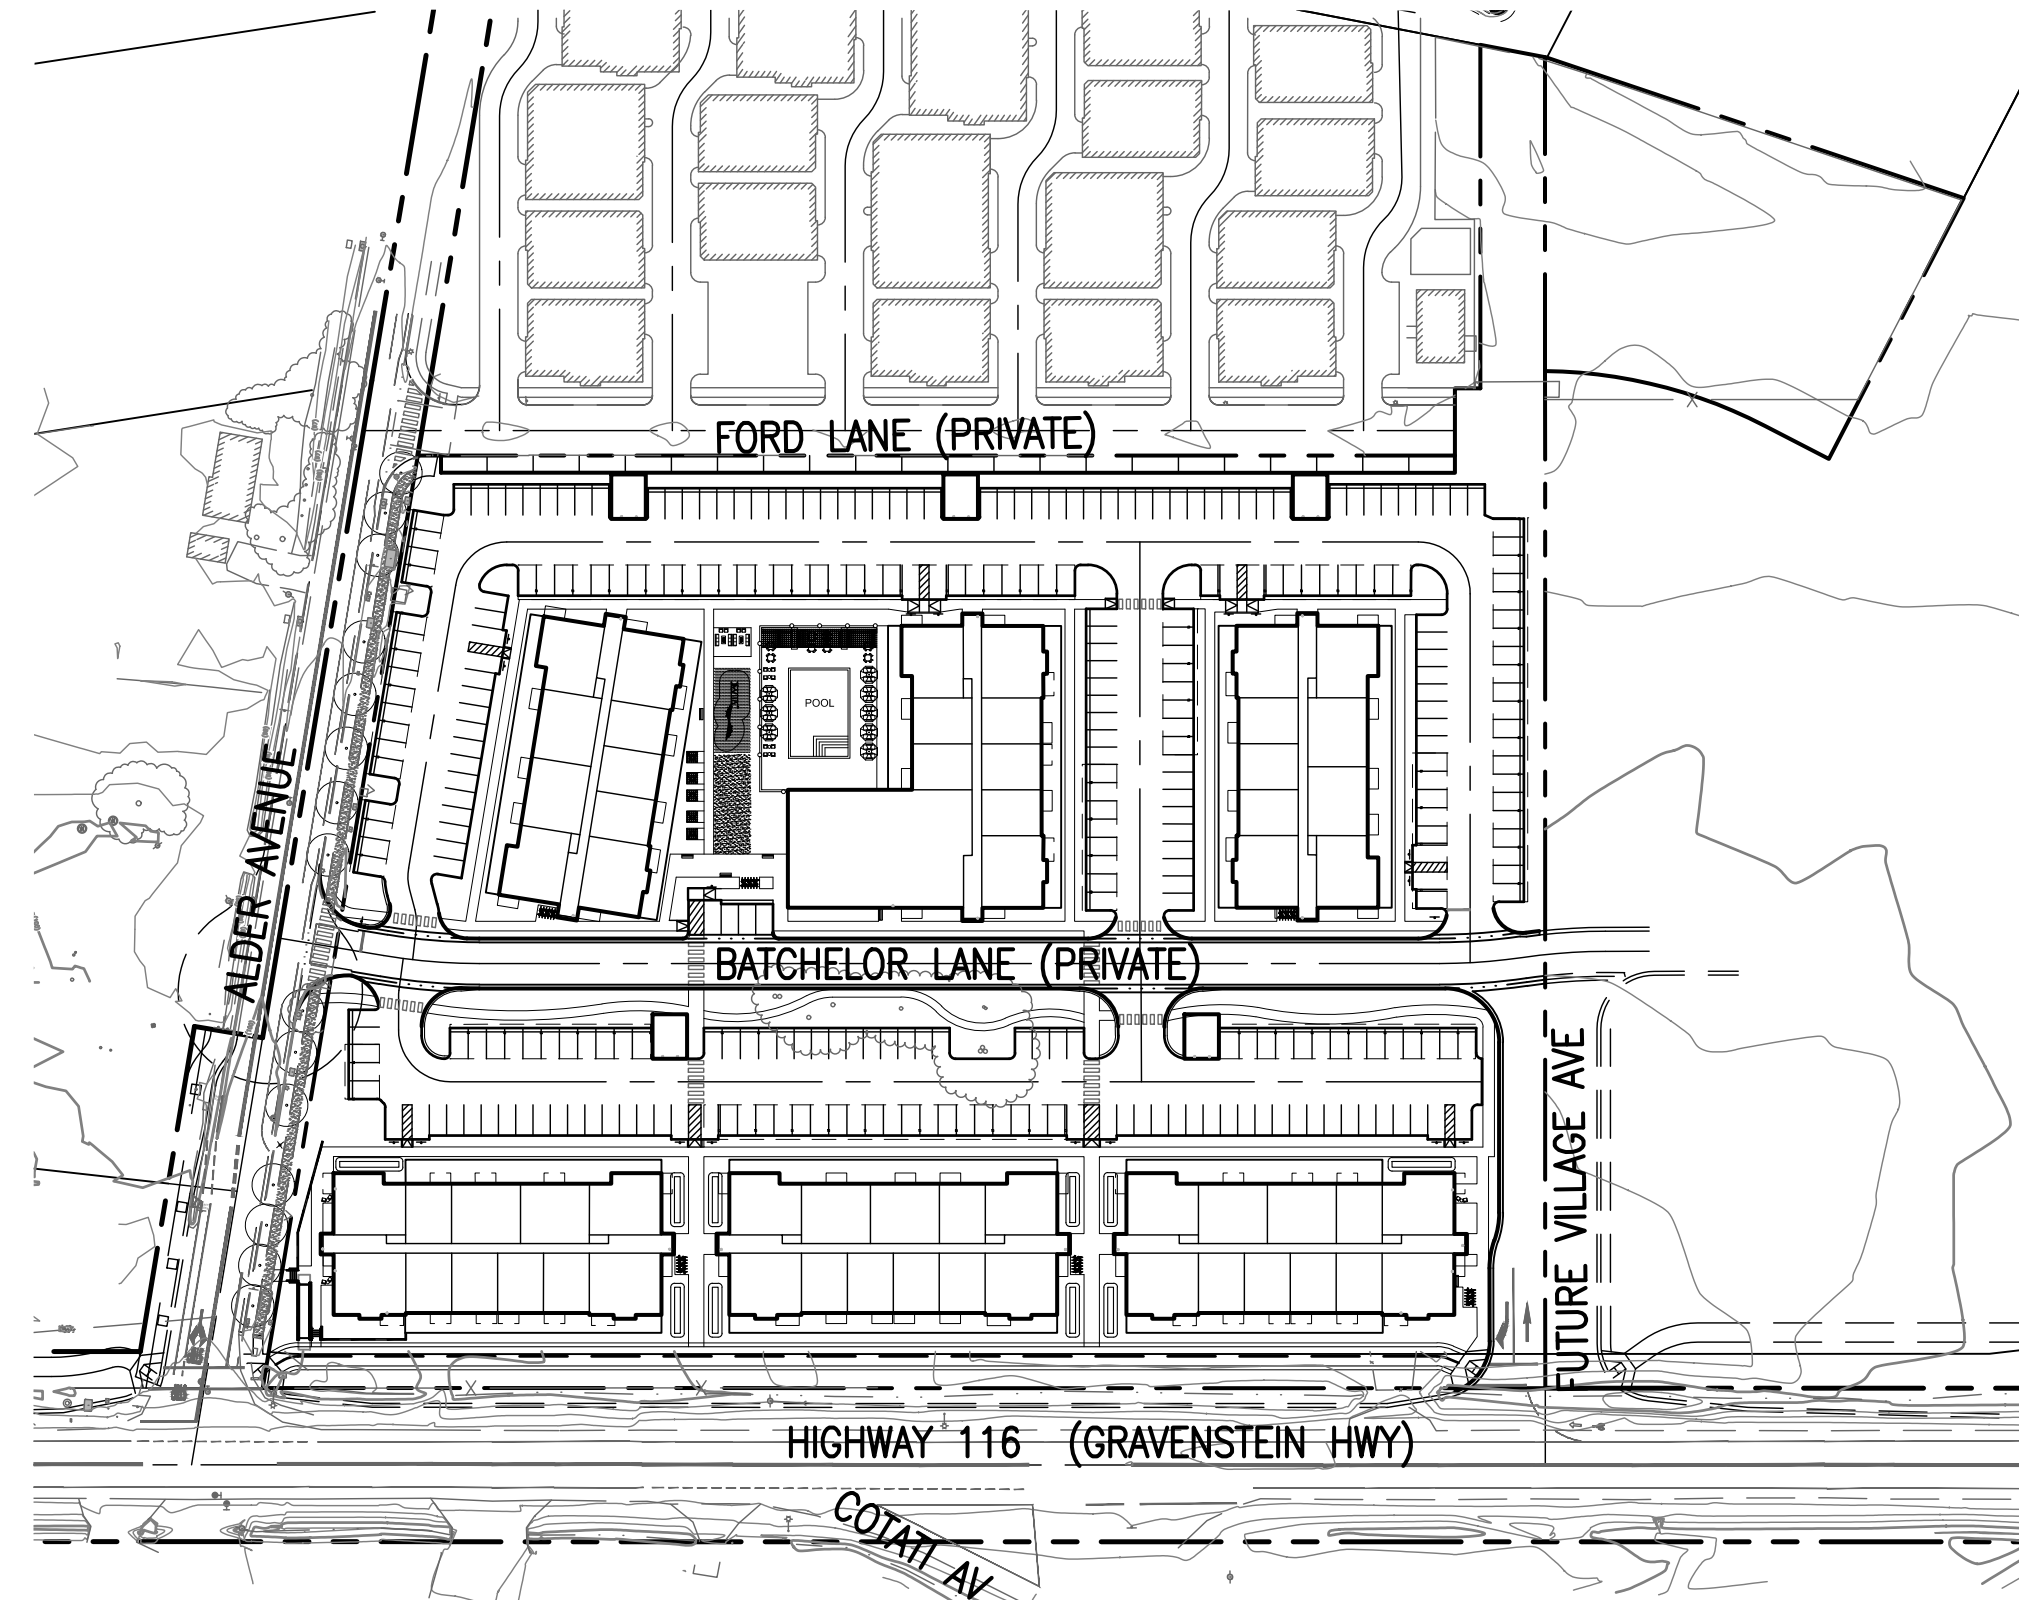 FORD LANE (PRIVATE)
POOL
ALDER AVENUE
BATCHELOR LANE (PRIVATE)
FUTURE VILLAGE AVE
HIGHWAY 116 (GRAVENSTEIN HWY)
COTATI AV